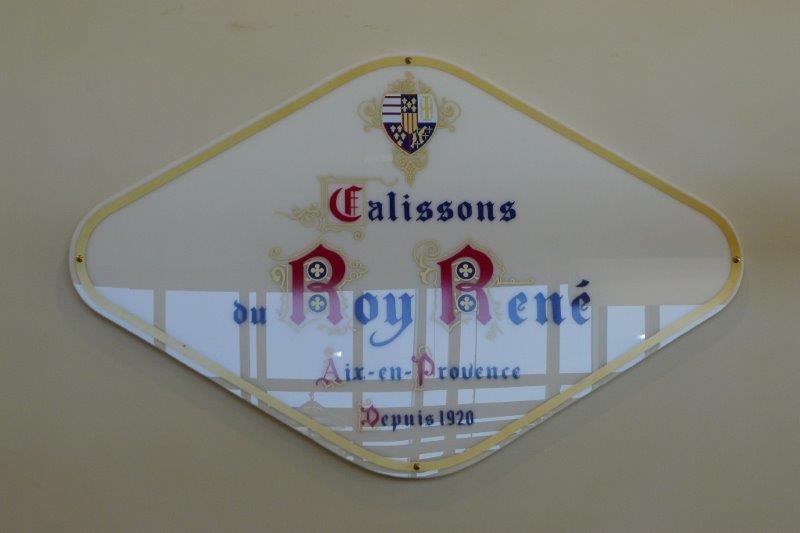 Calissons
du Roy René
Aix-en-Provence
Depuis 1920